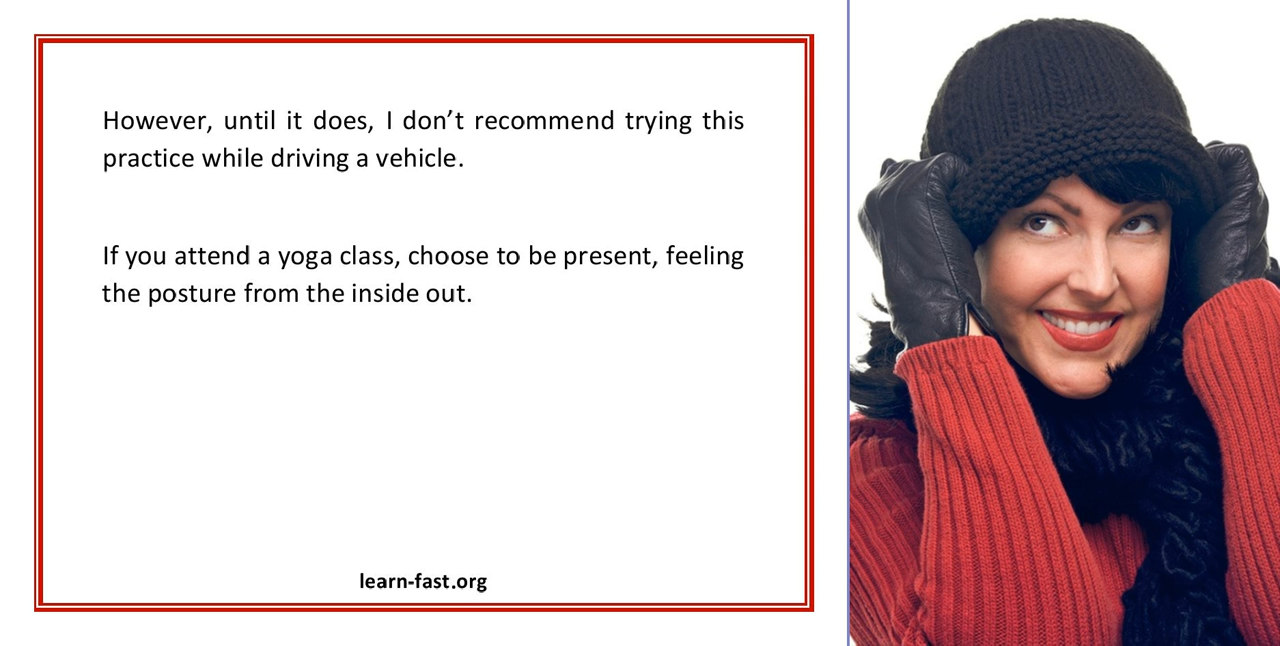 However, until it does, I don’t recommend trying this
practice while driving a vehicle.
If you attend a yoga class, choose to be present, feeling
the posture from the inside out.
learn-fast.org